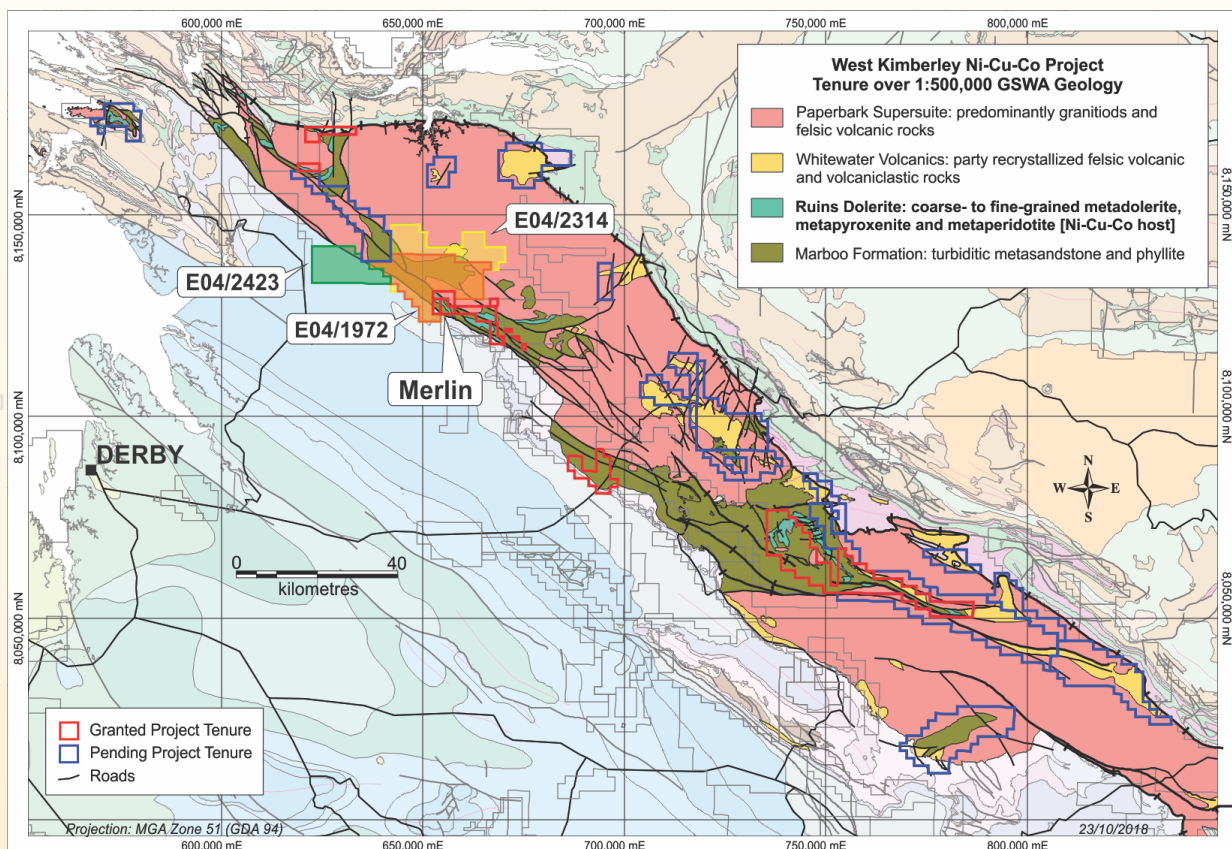 600,000 mE
650,000 mE
700,000 mE
750,000 mE
800,000 mE
West Kimberley Ni-Cu-Co Project
Tenure over 1:500,000 GSWA Geology
Paperbark Supersuite: predominantly granitiods and
felsic volcanic rocks
Whitewater Volcanics: party recrystallized felsic volcanic
and volcaniclastic rocks
Ruins Dolerite: coarse- to fine-grained metadolerite,
metapyroxenite and metaperidotite [Ni-Cu-Co host]
Marboo Formation: turbiditic metasandstone and phyllite
8,150,000 mN
8,150,000 mN
E04/2314
E04/2423
E04/1972
Merlin
8,100,000 mN
8,100,000 mN
DERBY
N
W
E
S
0
40
kilometres
8,050,000 mN
8,050,000 mN
Granted Project Tenure
Pending Project Tenure
Roads
Projection: MGA Zone 51 (GDA 94)
23/10/2018
600,000 mE
650,000 mE
700,000 mE
750,000 mE
800,000 mE